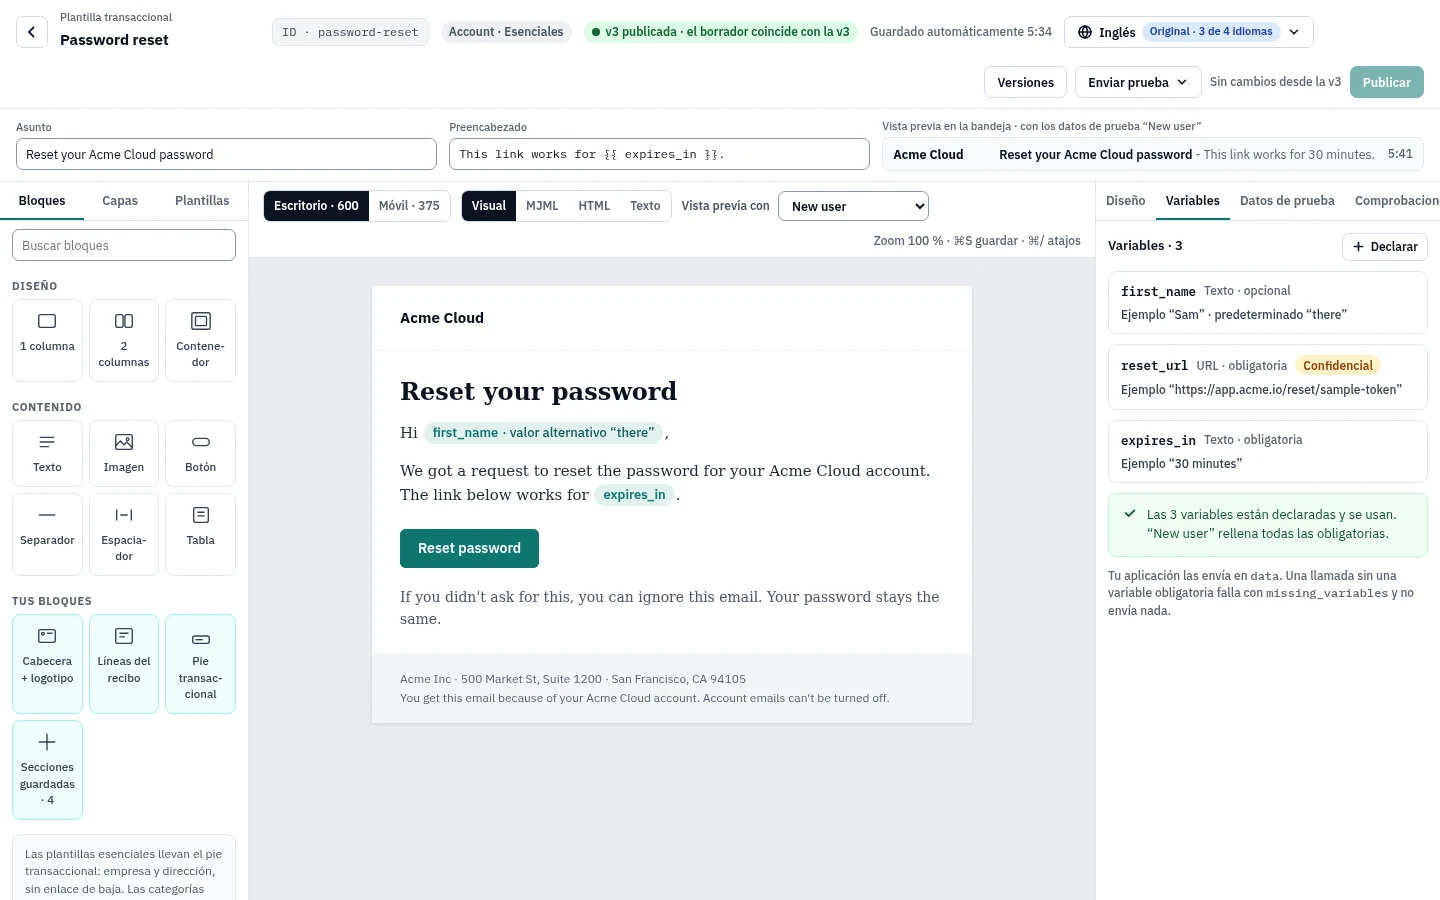 Plantilla transaccional
Password reset
ID · password-reset
Account · Esenciales
v3 publicada · el borrador coincide con la v3
Guardado automáticamente 5:34
Inglés
Original · 3 de 4 idiomas
Versiones
Enviar prueba
Sin cambios desde la v3
Publicar
Asunto
Reset your Acme Cloud password
Preencabezado
This link works for {{ expires_in }}.
Vista previa en la bandeja · con los datos de prueba “New user”
Acme Cloud
Reset your Acme Cloud password - This link works for 30 minutes.
5:41
Bloques
Capas
Plantillas
Buscar bloques
DISEÑO
1 columna
2
columnas
Contene-
dor
CONTENIDO
Texto
Imagen
Botón
Separador
Espacia-
dor
Tabla
TUS BLOQUES
Cabecera
+ logotipo
Líneas del
recibo
Pie
transac-
cional
Secciones
guardadas
· 4
Las plantillas esenciales llevan el pie
transaccional: empresa y dirección,
sin enlace de baja. Las categorías
Escritorio · 600
Móvil · 375
Visual
MJML
HTML
Texto
Vista previa con
New user
Zoom 100 % · ⌘S guardar · ⌘/ atajos
Acme Cloud
Reset your password
Hi first_name · valor alternativo “there” ,
We got a request to reset the password for your Acme Cloud account.
The link below works for expires_in .
Reset password
If you didn't ask for this, you can ignore this email. Your password stays the
same.
Acme Inc · 500 Market St, Suite 1200 · San Francisco, CA 94105
You get this email because of your Acme Cloud account. Account emails can't be turned off.
Diseño
Variables
Datos de prueba
Comprobacion
Variables · 3
Declarar
first_name Texto · opcional
Ejemplo “Sam” · predeterminado “there”
reset_url URL · obligatoria Confidencial
Ejemplo “https://app.acme.io/reset/sample-token”
expires_in Texto · obligatoria
Ejemplo “30 minutes”
Las 3 variables están declaradas y se usan.
“New user” rellena todas las obligatorias.
Tu aplicación las envía en data. Una llamada sin una
variable obligatoria falla con missing_variables y no
envía nada.